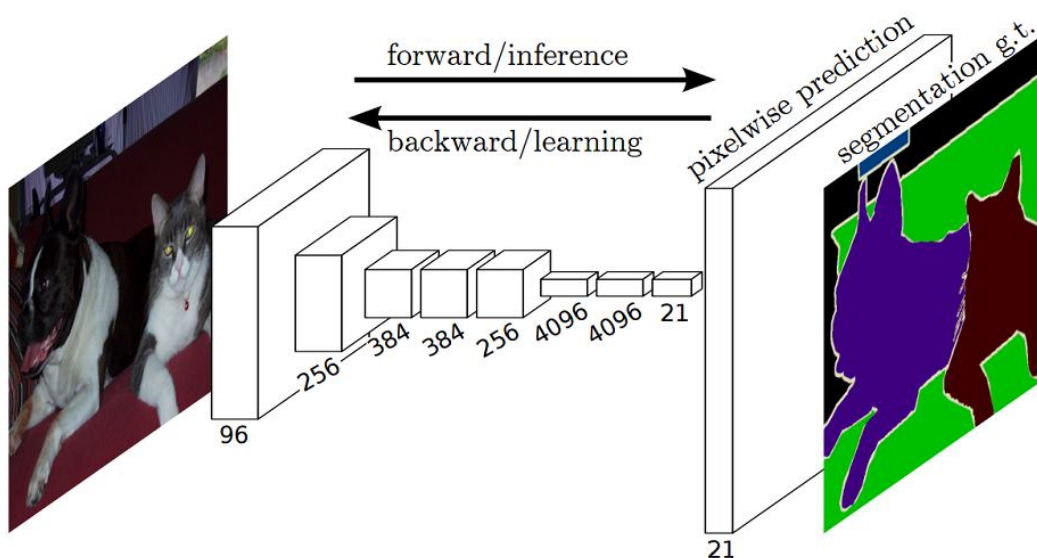 forward/inference
backward/learning
pixelwise prediction
segmentation g.t.
96
256
384
384
256
4096
4096
21
21